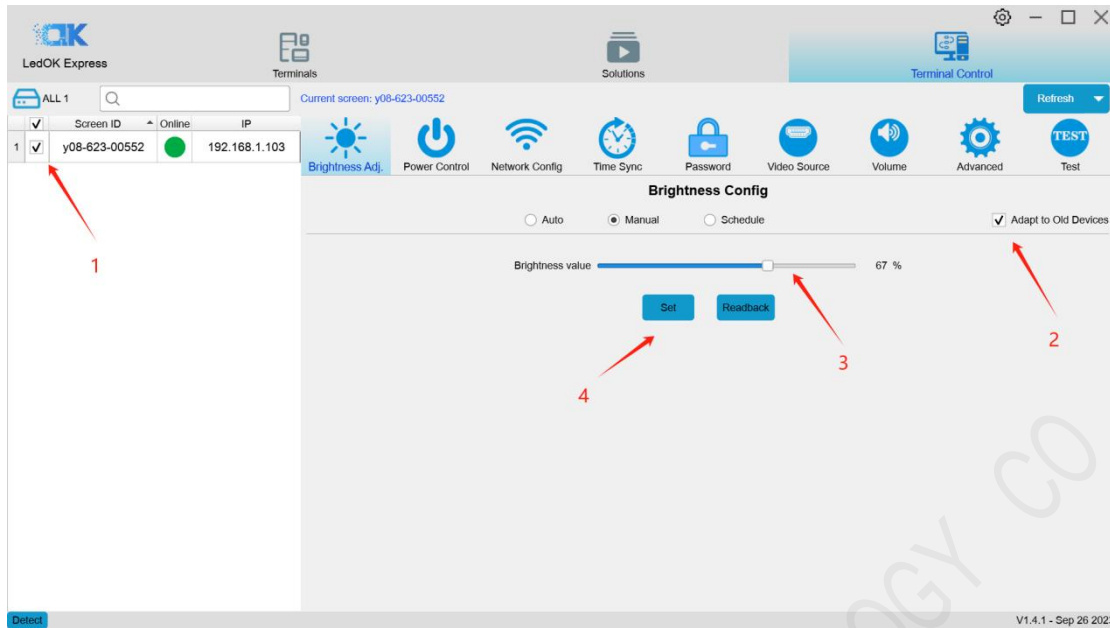 LedOK Express
Terminals
Solutions
Terminal Control
ALL 1
Current screen: y08-623-00552
Refresh
Screen ID Online IP
1 y08-623-00552 192.168.1.103
Brightness Adj. Power Control Network Config Time Sync Password Video Source Volume Advanced TEST Test
Brightness Config
Auto Manual Schedule Adapt to Old Devices
Brightness value 67 %
Set Readback
1
2
3
4
OGY CO
Detect
V1.4.1 - Sep 26 202